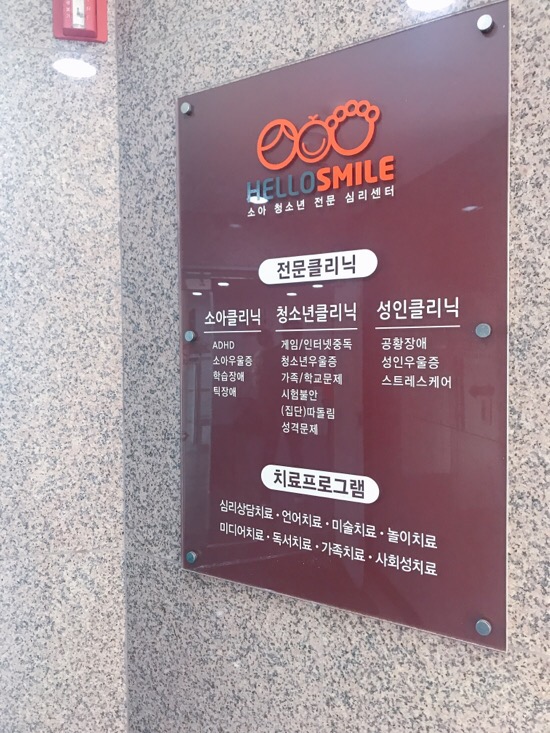 HELLOSMILE
소아 청소년 전문 심리센터
전문클리닉
소아클리닉
ADHD
소아우울증
학습장애
틱장애
청소년클리닉
게임/인터넷중독
청소년우울증
가족/학교문제
시험불안
(집단)따돌림
성격문제
성인클리닉
공황장애
성인우울증
스트레스케어
치료프로그램
심리상담치료 · 언어치료 · 미술치료 · 놀이치료
미디어치료 · 독서치료 · 가족치료 · 사회성치료